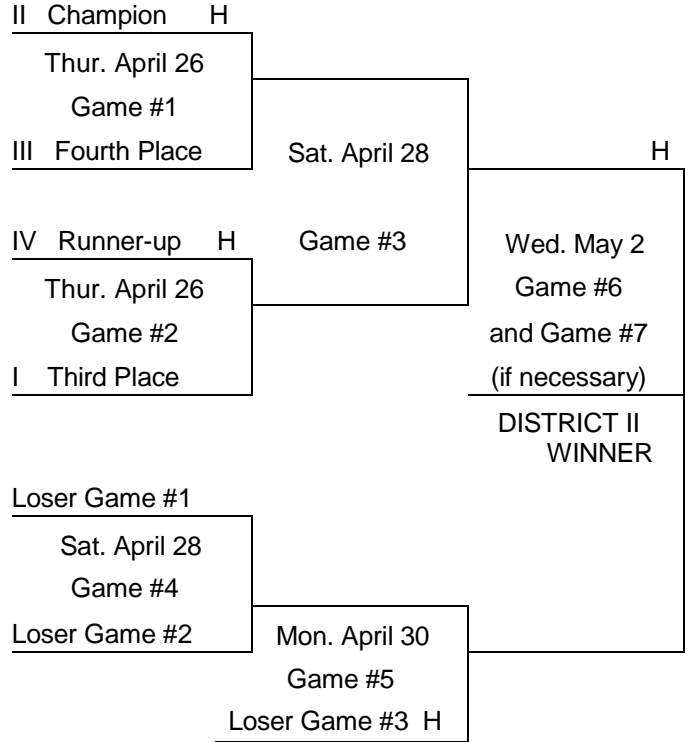 II Champion H
Thur. April 26
Game #1
III Fourth Place
Sat. April 28
H
IV Runner-up H
Game #3
Wed. May 2
Thur. April 26
Game #6
Game #2
and Game #7
I Third Place
(if necessary)
DISTRICT II
WINNER
Loser Game #1
Sat. April 28
Game #4
Loser Game #2
Mon. April 30
Game #5
Loser Game #3 H